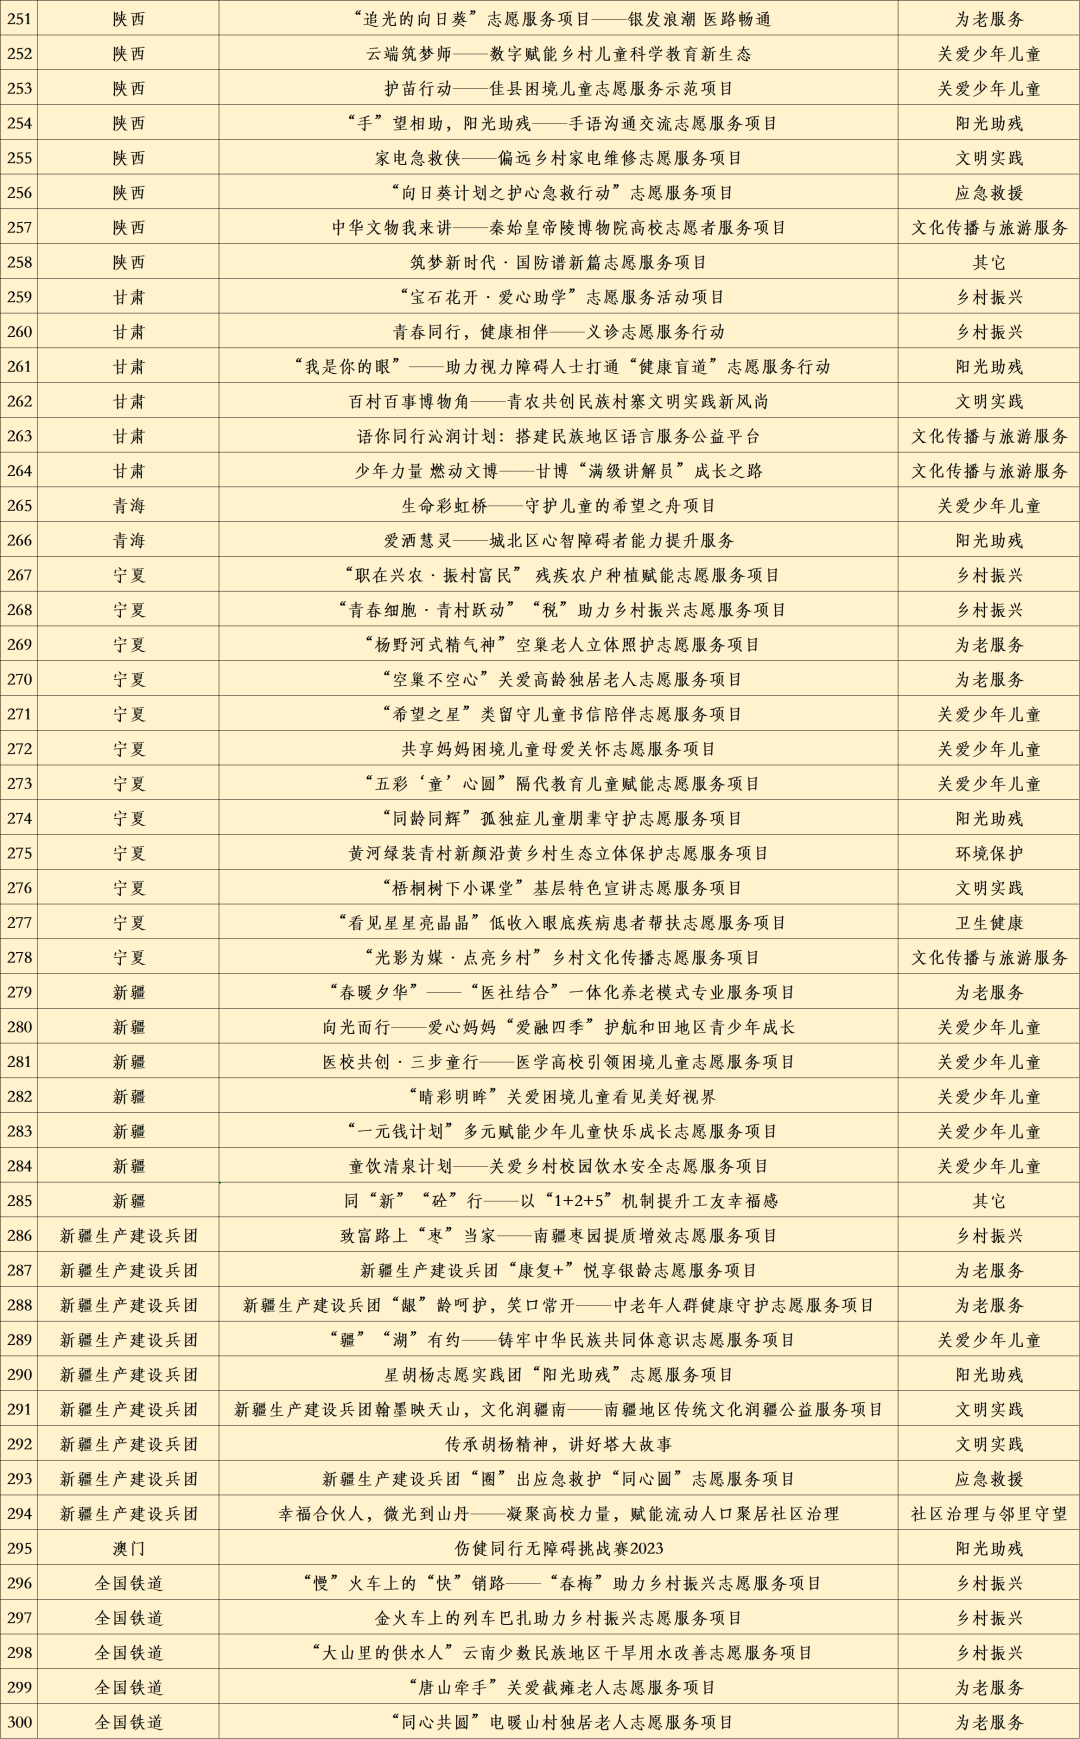 251 陕西 “追光的向日葵”志愿服务项目——银发浪潮 医路畅通 为老服务
252 陕西 云端筑梦师——数字赋能乡村儿童科学教育新生态 关爱少年儿童
253 陕西 护苗行动——佳县困境儿童志愿服务示范项目 关爱少年儿童
254 陕西 “手”望相助，阳光助残——手语沟通交流志愿服务项目 阳光助残
255 陕西 家电急救侠——偏远乡村家电维修志愿服务项目 文明实践
256 陕西 “向日葵计划之护心急救行动”志愿服务项目 应急救援
257 陕西 中华文物我来讲——秦始皇帝陵博物院高校志愿者服务项目 文化传播与旅游服务
258 陕西 筑梦新时代·国防谱新篇志愿服务项目 其它
259 甘肃 “宝石花开·爱心助学”志愿服务活动项目 乡村振兴
260 甘肃 青春同行，健康相伴——义诊志愿服务行动 乡村振兴
261 甘肃 “我是你的眼”——助力视力障碍人士打通“健康盲道”志愿服务行动 阳光助残
262 甘肃 百村百事博物角——青农共创民族村寨文明实践新风尚 文明实践
263 甘肃 语你同行沁润计划：搭建民族地区语言服务公益平台 文化传播与旅游服务
264 甘肃 少年力量 燃动文博——甘博“满级讲解员”成长之路 文化传播与旅游服务
265 青海 生命彩虹桥——守护儿童的希望之舟项目 关爱少年儿童
266 青海 爱洒慧灵——城北区心智障碍者能力提升服务 阳光助残
267 宁夏 “职在兴农·振村富民” 残疾农户种植赋能志愿服务项目 乡村振兴
268 宁夏 “青春细胞·青村跃动”“税”助力乡村振兴志愿服务项目 乡村振兴
269 宁夏 “杨野河式精气神”空巢老人立体照护志愿服务项目 为老服务
270 宁夏 “空巢不空心”关爱高龄独居老人志愿服务项目 为老服务
271 宁夏 “希望之星”类留守儿童书信陪伴志愿服务项目 关爱少年儿童
272 宁夏 共享妈妈困境儿童母爱关怀志愿服务项目 关爱少年儿童
273 宁夏 “五彩‘童’心圆”隔代教育儿童赋能志愿服务项目 关爱少年儿童
274 宁夏 “同龄同辉”孤独症儿童朋辈守护志愿服务项目 阳光助残
275 宁夏 黄河绿装青村新颜沿黄乡村生态立体保护志愿服务项目 环境保护
276 宁夏 “梧桐树下小课堂”基层特色宣讲志愿服务项目 文明实践
277 宁夏 “看见星星亮晶晶”低收入眼底疾病患者帮扶志愿服务项目 卫生健康
278 宁夏 “光影为媒·点亮乡村”乡村文化传播志愿服务项目 文化传播与旅游服务
279 新疆 “春暖夕华”——“医社结合”一体化养老模式专业服务项目 为老服务
280 新疆 向光而行——爱心妈妈“爱融四季”护航和田地区青少年成长 关爱少年儿童
281 新疆 医校共创·三步童行——医学高校引领困境儿童志愿服务项目 关爱少年儿童
282 新疆 “睛彩明眸”关爱困境儿童看见美好视界 关爱少年儿童
283 新疆 “一元钱计划”多元赋能少年儿童快乐成长志愿服务项目 关爱少年儿童
284 新疆 童饮清泉计划——关爱乡村校园饮水安全志愿服务项目 关爱少年儿童
285 新疆 同“新”“砼”行——以“1+2+5”机制提升工友幸福感 其它
286 新疆生产建设兵团 致富路上“枣”当家——南疆枣园提质增效志愿服务项目 乡村振兴
287 新疆生产建设兵团 新疆生产建设兵团“康复+”悦享银龄志愿服务项目 为老服务
288 新疆生产建设兵团 新疆生产建设兵团“龈”龄呵护，笑口常开——中老年人群健康守护志愿服务项目 为老服务
289 新疆生产建设兵团 “疆”“湖”有约——铸牢中华民族共同体意识志愿服务项目 关爱少年儿童
290 新疆生产建设兵团 星胡杨志愿实践团“阳光助残”志愿服务项目 阳光助残
291 新疆生产建设兵团 新疆生产建设兵团翰墨映天山，文化润疆南——南疆地区传统文化润疆公益服务项目 文明实践
292 新疆生产建设兵团 传承胡杨精神，讲好塔大故事 文明实践
293 新疆生产建设兵团 新疆生产建设兵团“圈”出应急救护“同心圆”志愿服务项目 应急救援
294 新疆生产建设兵团 幸福合伙人，微光到山丹——凝聚高校力量，赋能流动人口聚居社区治理 社区治理与邻里守望
295 澳门 伤健同行无障碍挑战赛2023 阳光助残
296 全国铁道 “慢”火车上的“快”销路——“春梅”助力乡村振兴志愿服务项目 乡村振兴
297 全国铁道 金火车上的列车巴扎助力乡村振兴志愿服务项目 乡村振兴
298 全国铁道 “大山里的供水人”云南少数民族地区干旱用水改善志愿服务项目 乡村振兴
299 全国铁道 “唐山牵手”关爱截瘫老人志愿服务项目 为老服务
300 全国铁道 “同心共圆”电暖山村独居老人志愿服务项目 为老服务